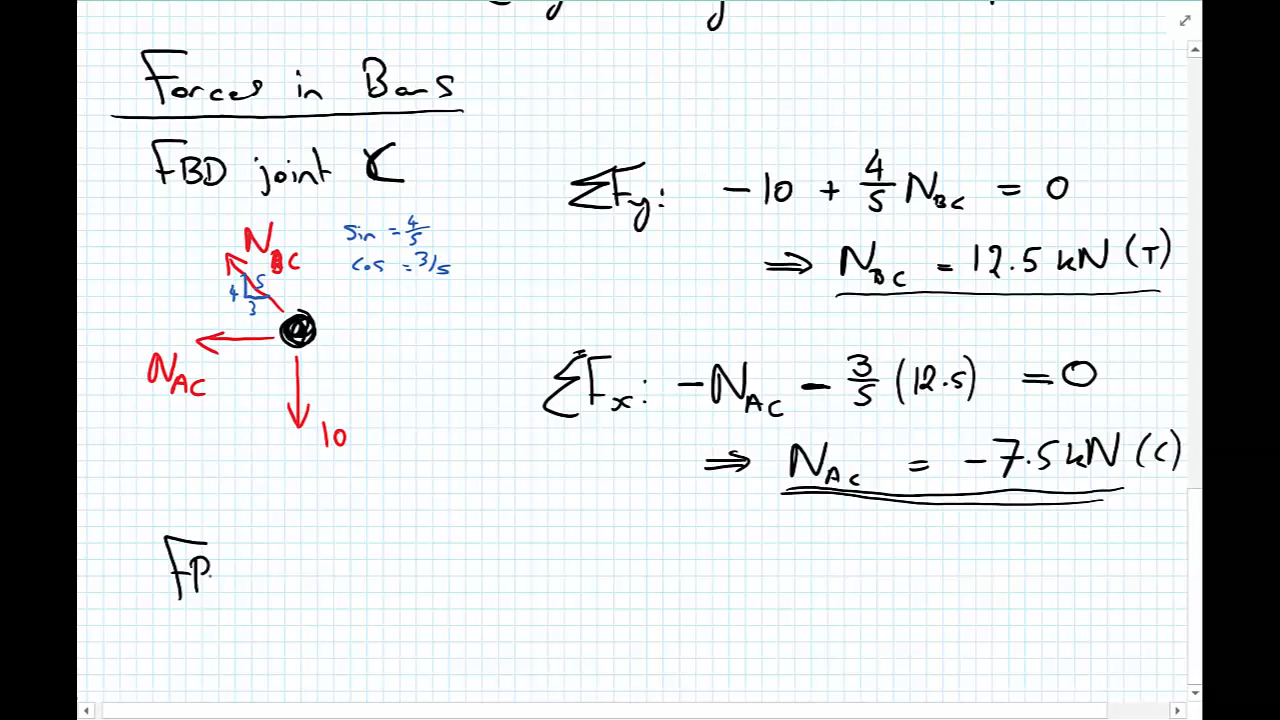 Forces in Bars
FBD joint C
N_BC
sin = 4/5
cos = 3/5
4 5
3
N_AC
10
ΣFy: -10 + 4/5 N_BC = 0
⇒ N_BC = 12.5 kN (T)
ΣFx: -N_AC - 3/5 (12.5) = 0
⇒ N_AC = -7.5 kN (C)
FP